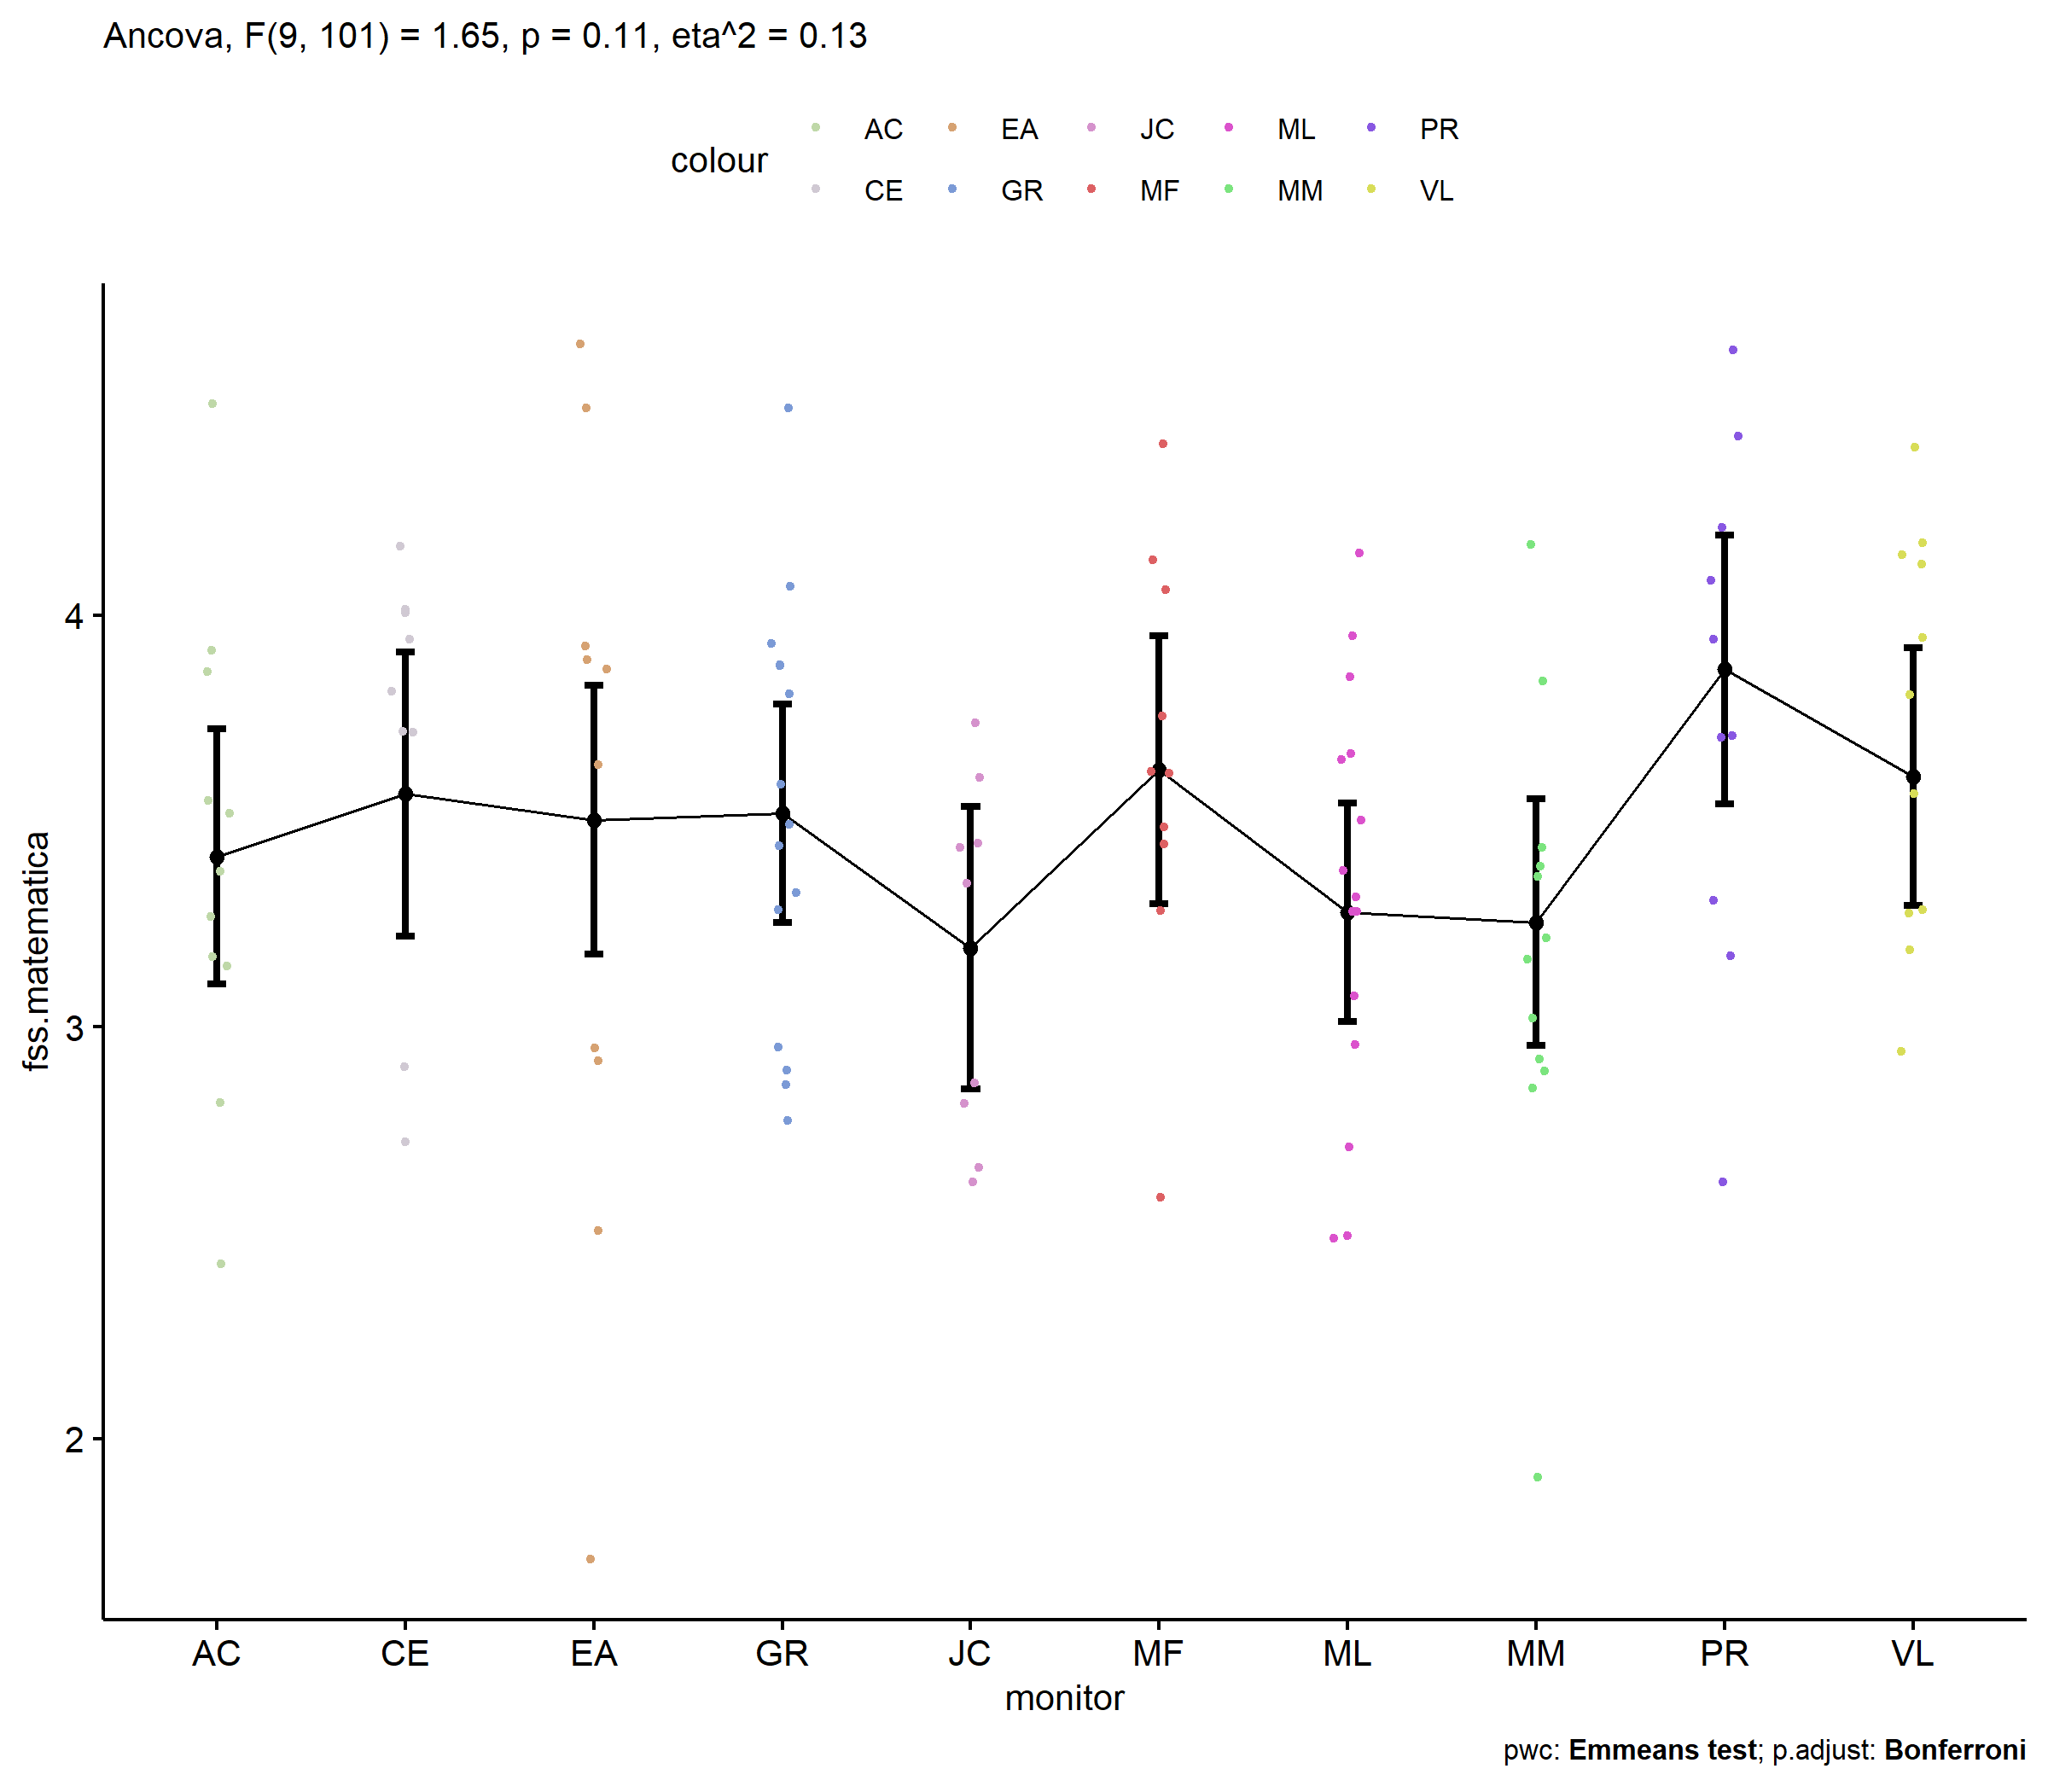 Ancova, F(9, 101) = 1.65, p = 0.11, eta^2 = 0.13
colour
AC EA JC ML PR
CE GR MF MM VL
fss.matematica
4
3
2
AC CE EA GR JC MF ML MM PR VL
monitor
pwc: Emmeans test; p.adjust: Bonferroni